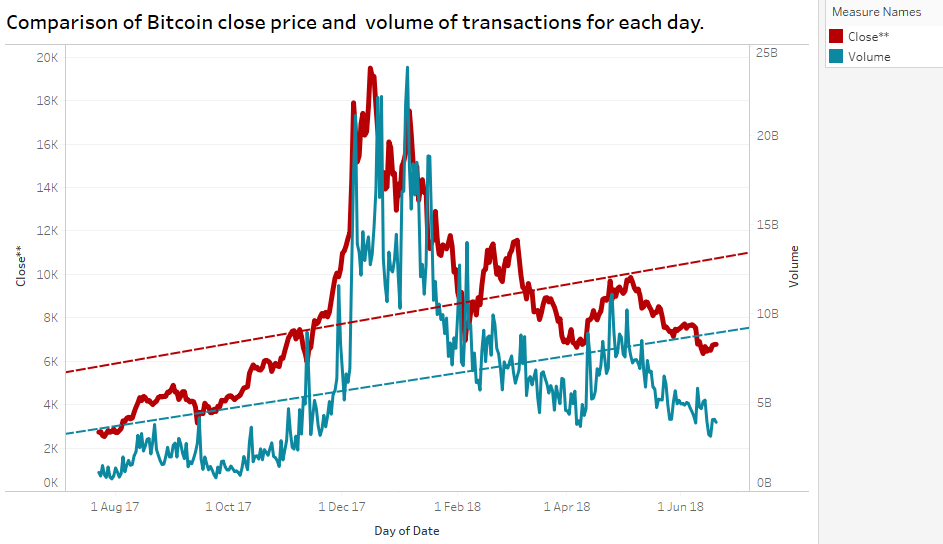 Comparison of Bitcoin close price and  volume of transactions for each day.
Measure Names
Close**
Volume
20K
18K
16K
14K
12K
10K
8K
6K
4K
2K
0K
Close**
25B
20B
15B
10B
5B
0B
Volume
1 Aug 17 1 Oct 17 1 Dec 17 1 Feb 18 1 Apr 18 1 Jun 18
Day of Date